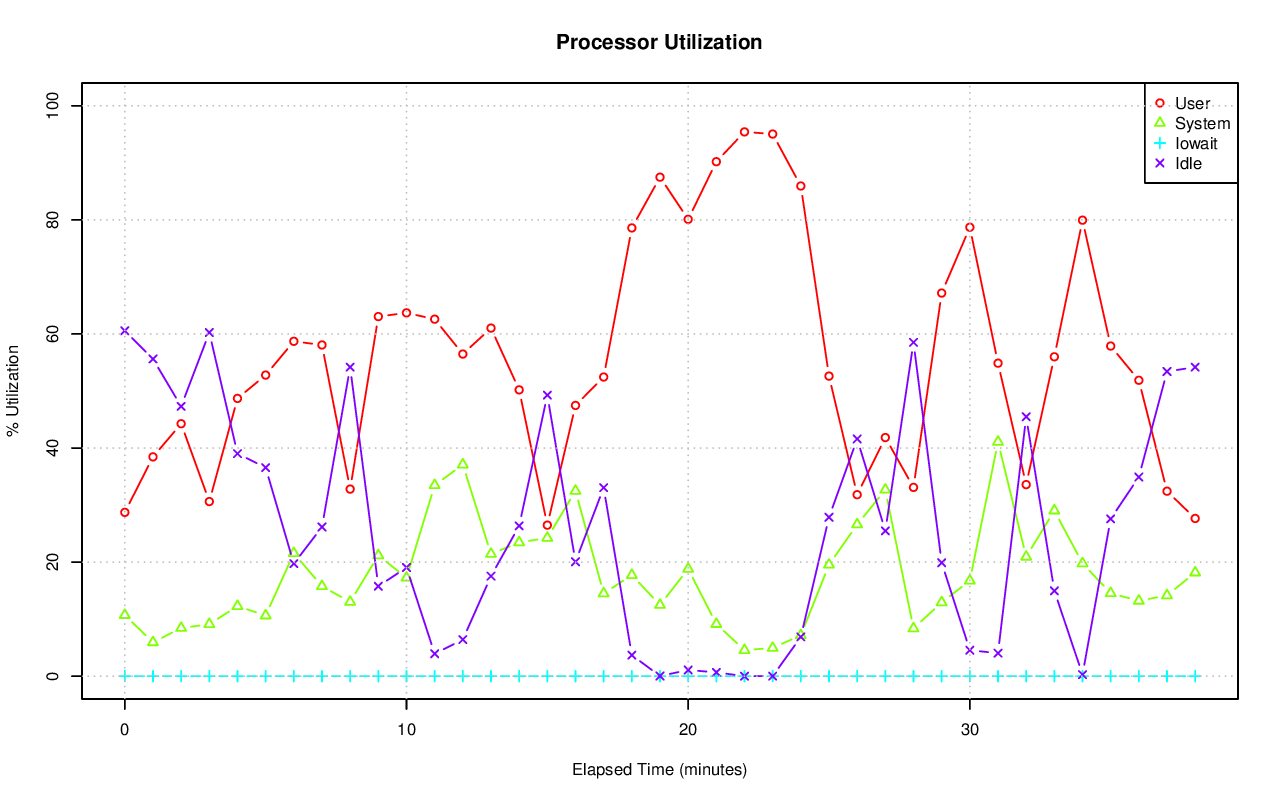 Processor Utilization
% Utilization
100
80
60
40
20
0
User
System
Iowait
Idle
0 10 20 30
Elapsed Time (minutes)